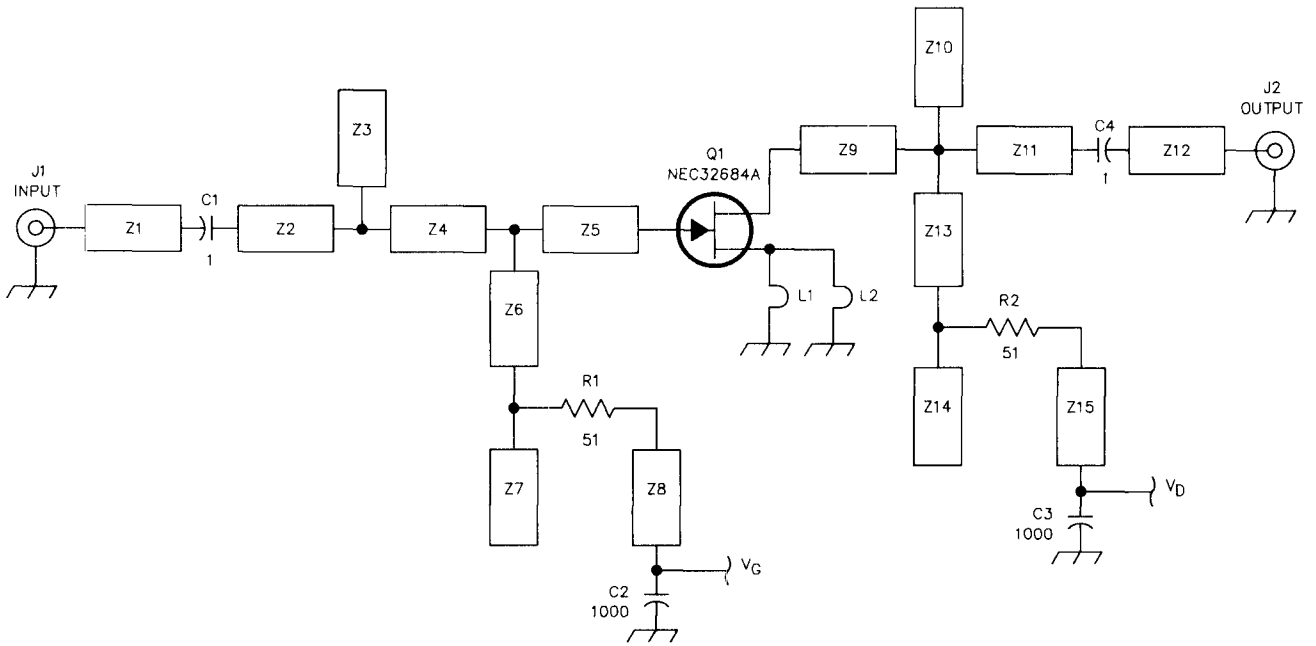 Z10
J2
OUTPUT
Z3
Q1
NEC32684A
Z9
Z11
C4
1
Z12
J1
INPUT
Z1
C1
1
Z2
Z4
Z5
Z13
L1
L2
Z6
R2
51
R1
51
Z14
Z15
Z7
Z8
C3
1000
VD
C2
1000
VG